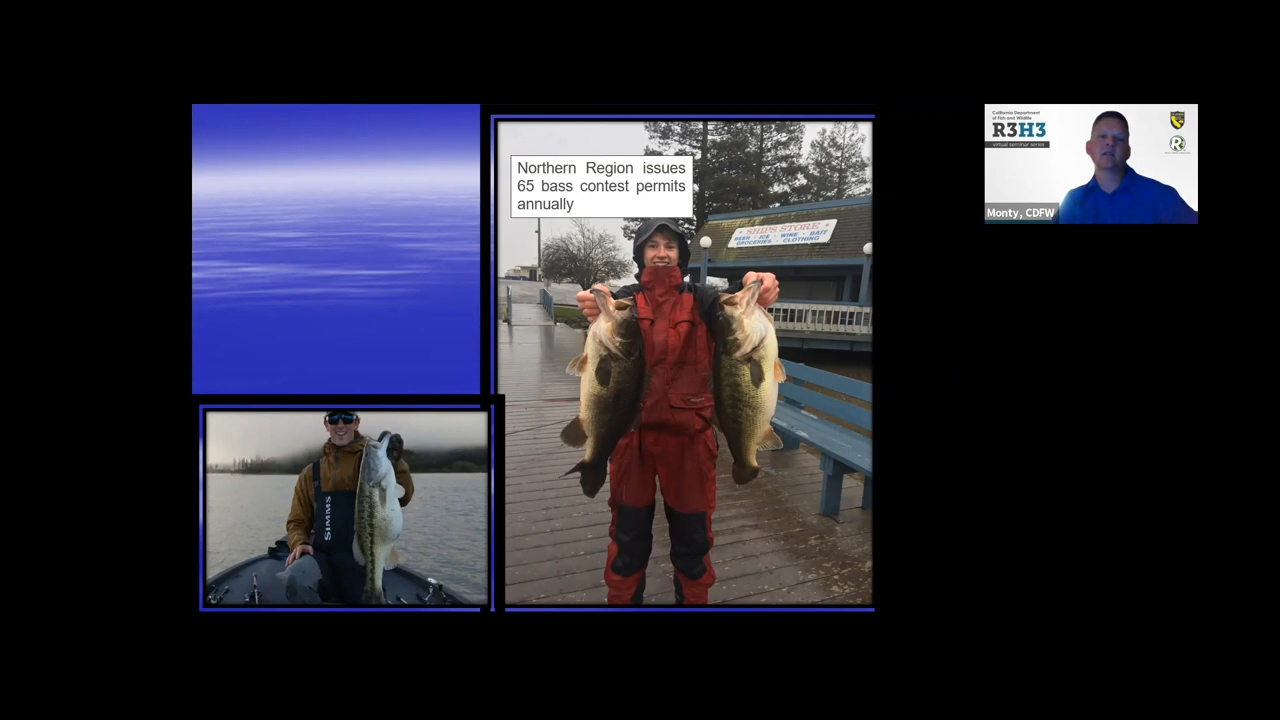 Northern Region issues
65 bass contest permits
annually
SHIPS STORE
BEER · ICE · WINE · BAIT
GROCERIES · CLOTHING
SIMMS
California Department
of Fish and Wildlife
R3H3
virtual seminar series
Monty, CDFW